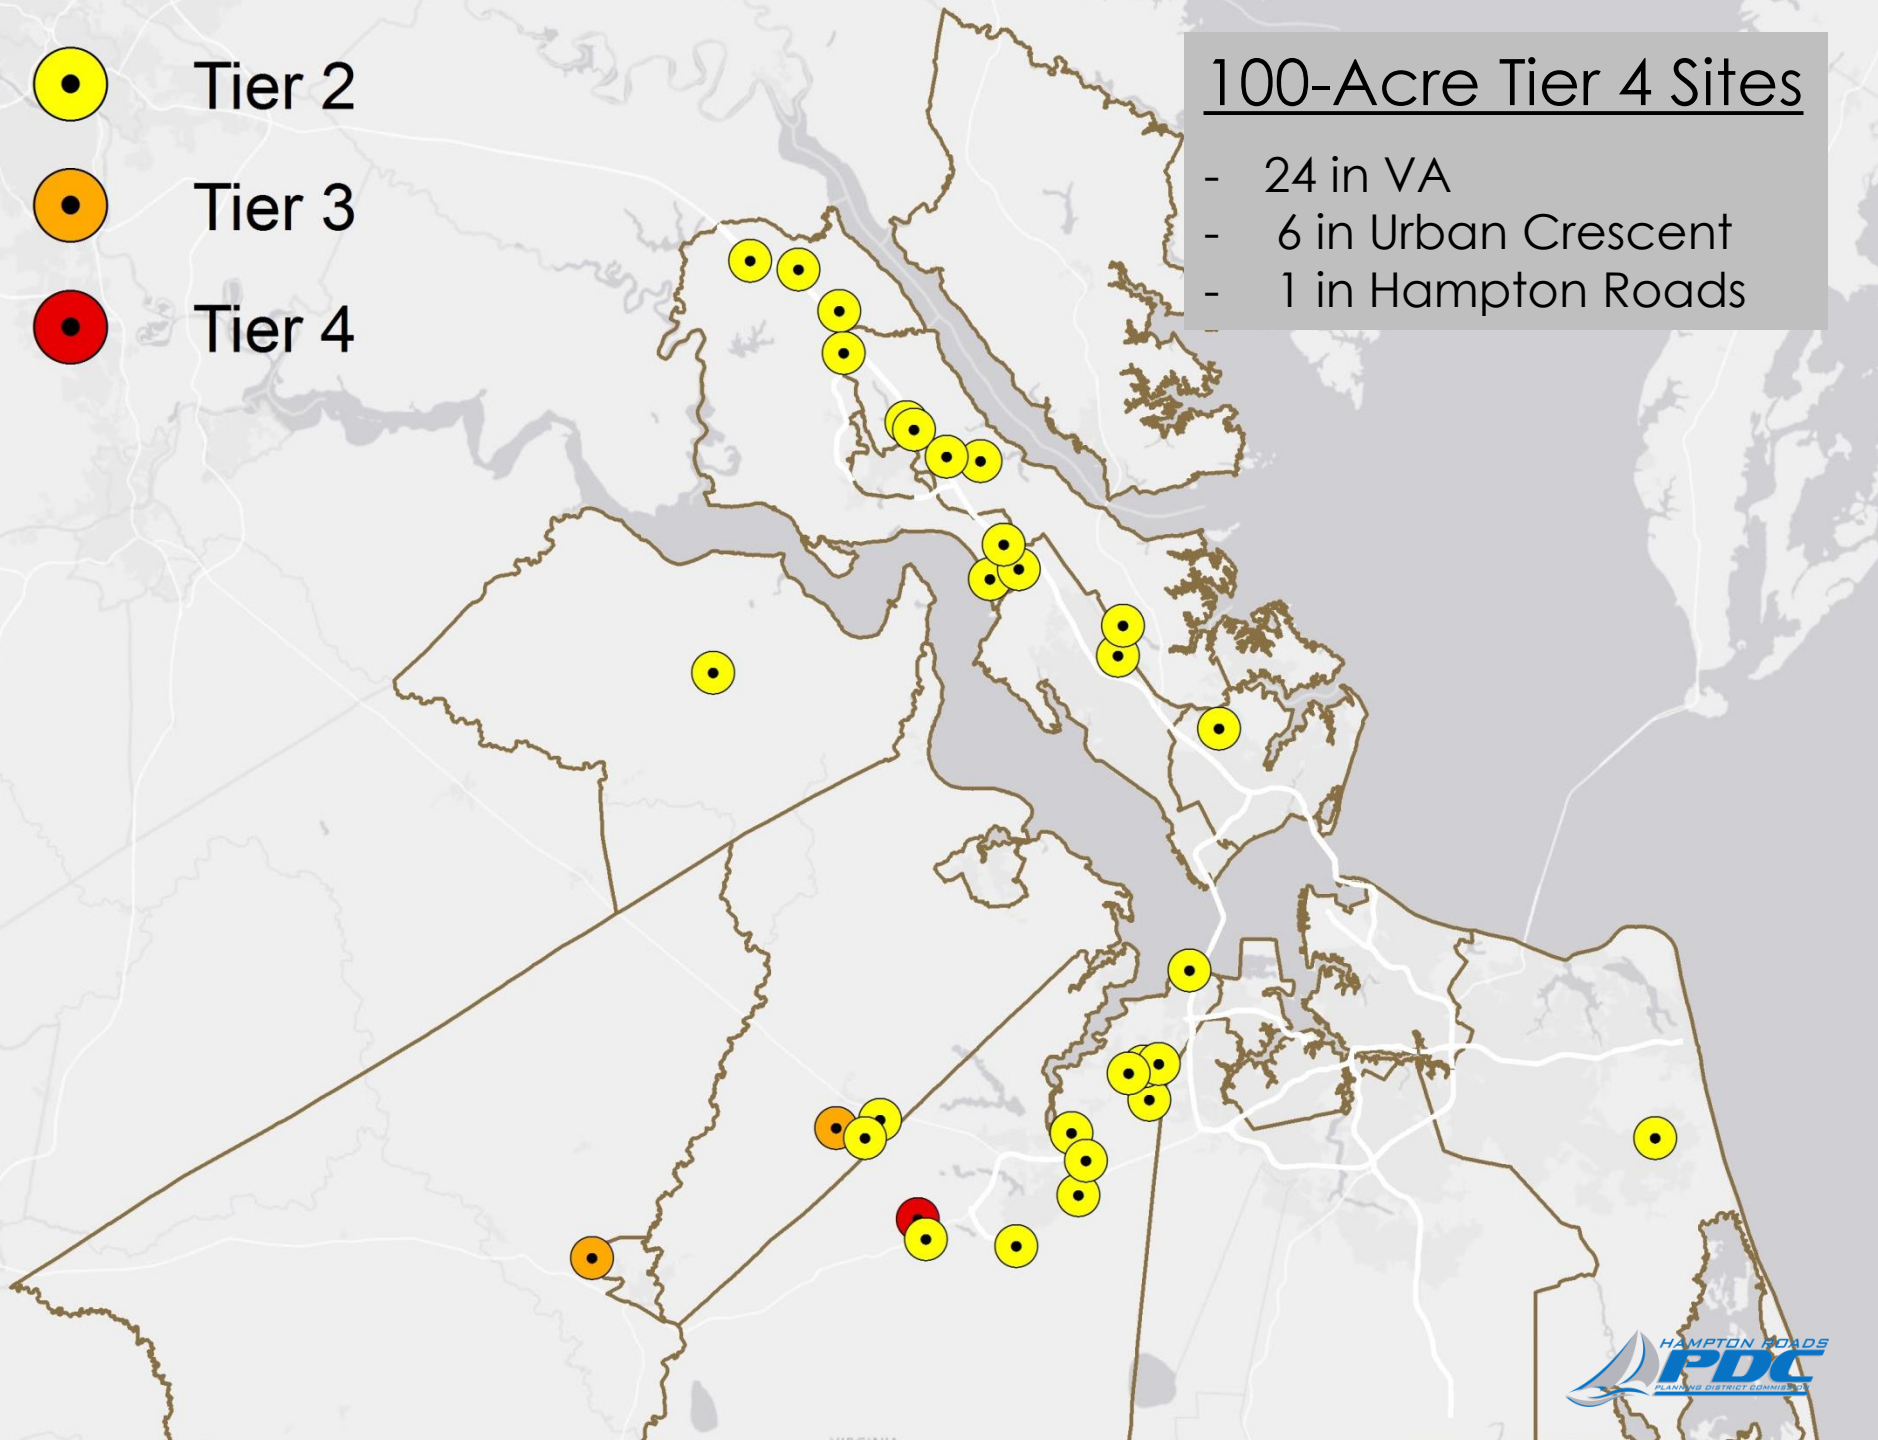 Tier 2
Tier 3
Tier 4
100-Acre Tier 4 Sites
- 24 in VA
- 6 in Urban Crescent
- 1 in Hampton Roads
-
HAMPTON ROADS
PDC
PLANNING DISTRICT COMMISSION